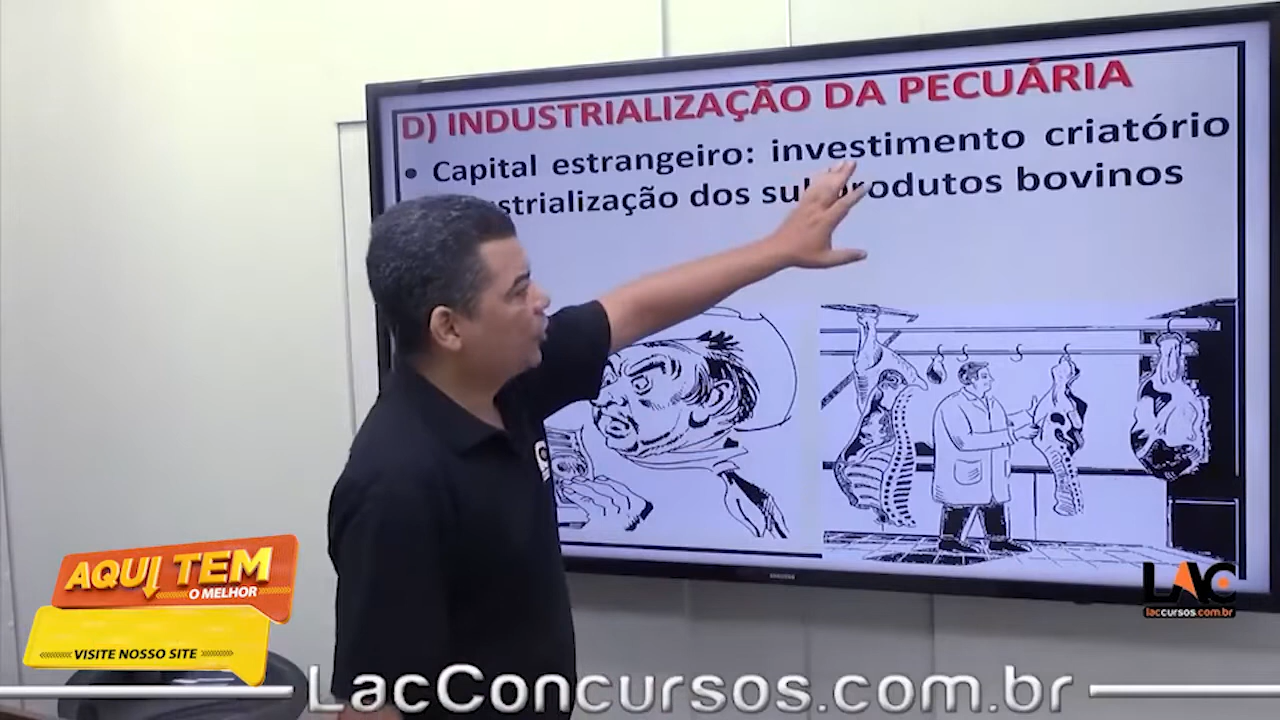 D) INDUSTRIALIZAÇÃO DA PECUÁRIA
• Capital estrangeiro: investimento criatório
dos bovinos
AQUI TEM
O MELHOR
VISITE NOSSO SITE
LAC
laccursos.com.br
LacConcursos.com.br